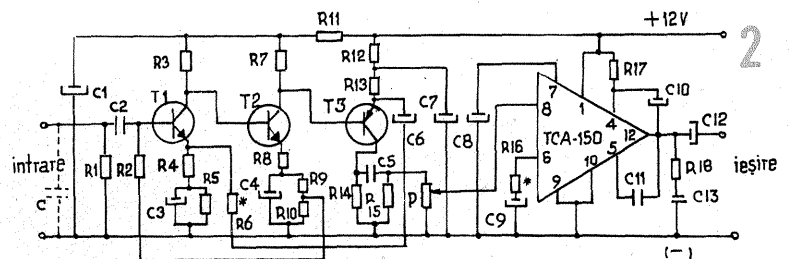 R11
+12V
2
R3
R7
R12
R17
R13
C1
C2
T1
T2
T3
C7
C6
C8
7
1
4
C10
8
TCA-150
12
C12
intrare
R1
R2
R4
R8
R16
6
5
10
9
C5
R5
C3
R6
*
C4
R9
R10
R14
R15
P
*
C9
C11
R18
C13
ieșire
C
(-)